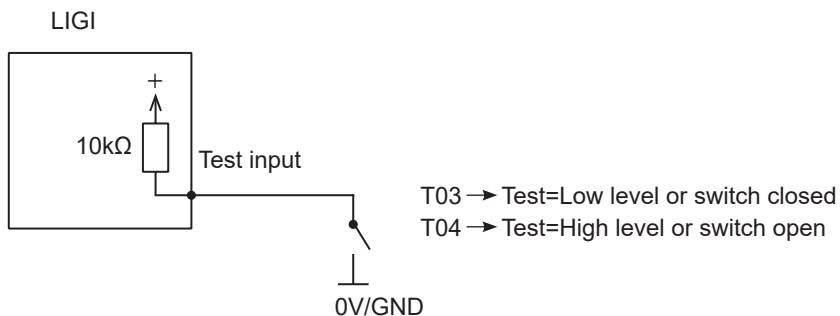 LIGI
+
10kΩ
Test input
T03 → Test=Low level or switch closed
T04 → Test=High level or switch open
0V/GND